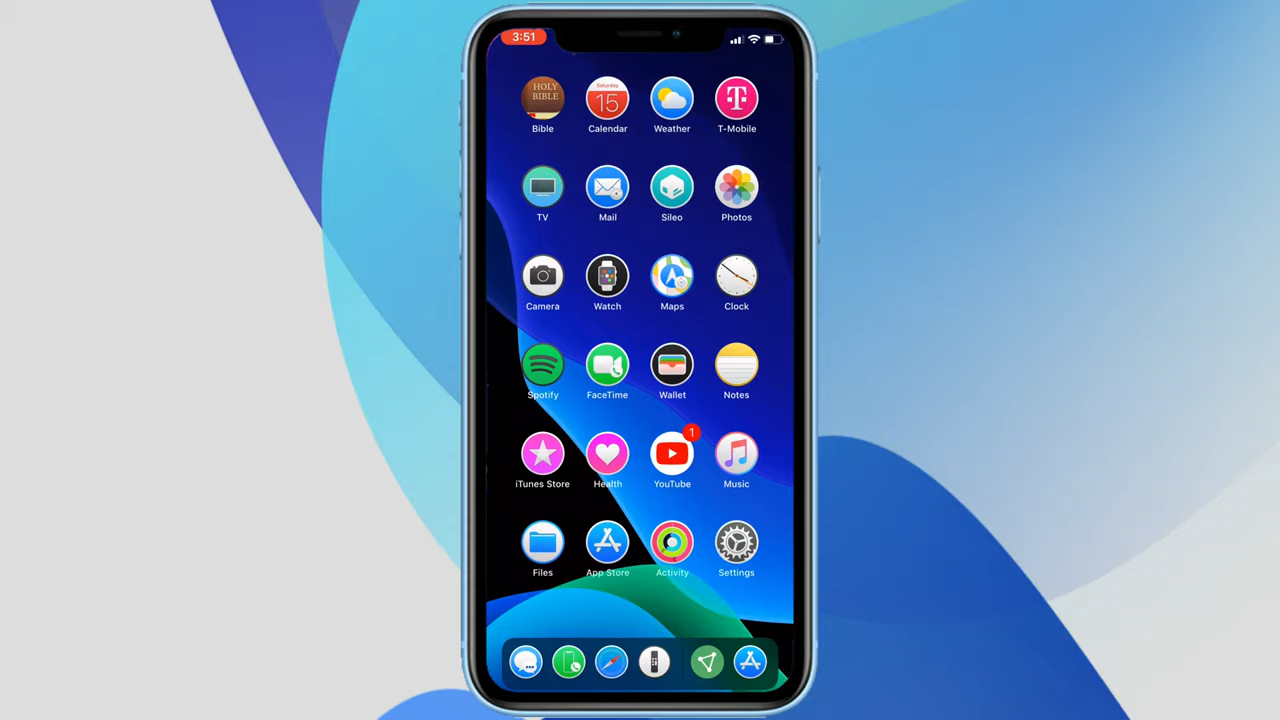 3:51
HOLY
BIBLE
Saturday
15
T
Bible
Calendar
Weather
T-Mobile
TV
Mail
Sileo
Photos
Camera
Watch
Maps
Clock
Spotify
FaceTime
Wallet
Notes
1
iTunes Store
Health
YouTube
Music
Files
App Store
Activity
Settings